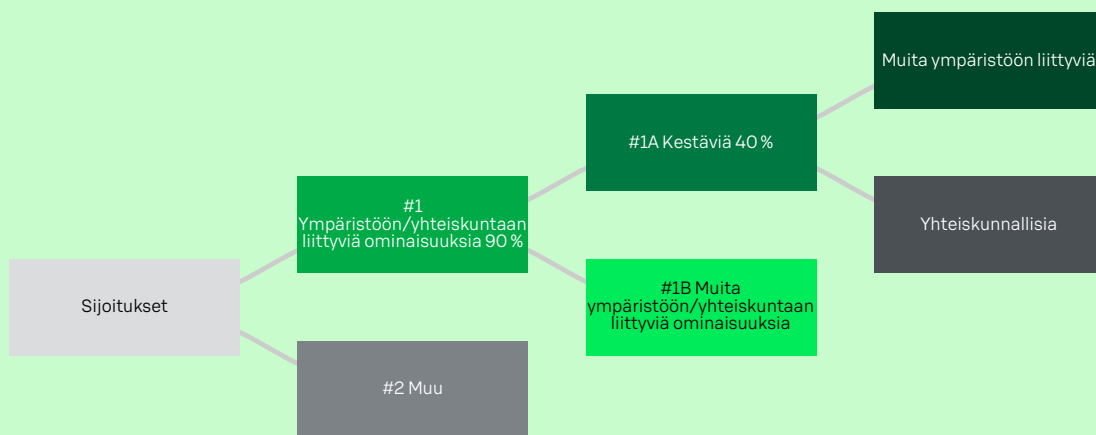 Muita ympäristöön liittyviä
#1A Kestäviä 40 %
#1
Ympäristöön/yhteiskuntaan
liittyviä ominaisuuksia 90 %
Yhteiskunnallisia
Sijoitukset
#1B Muita
ympäristöön/yhteiskuntaan
liittyviä ominaisuuksia
#2 Muu